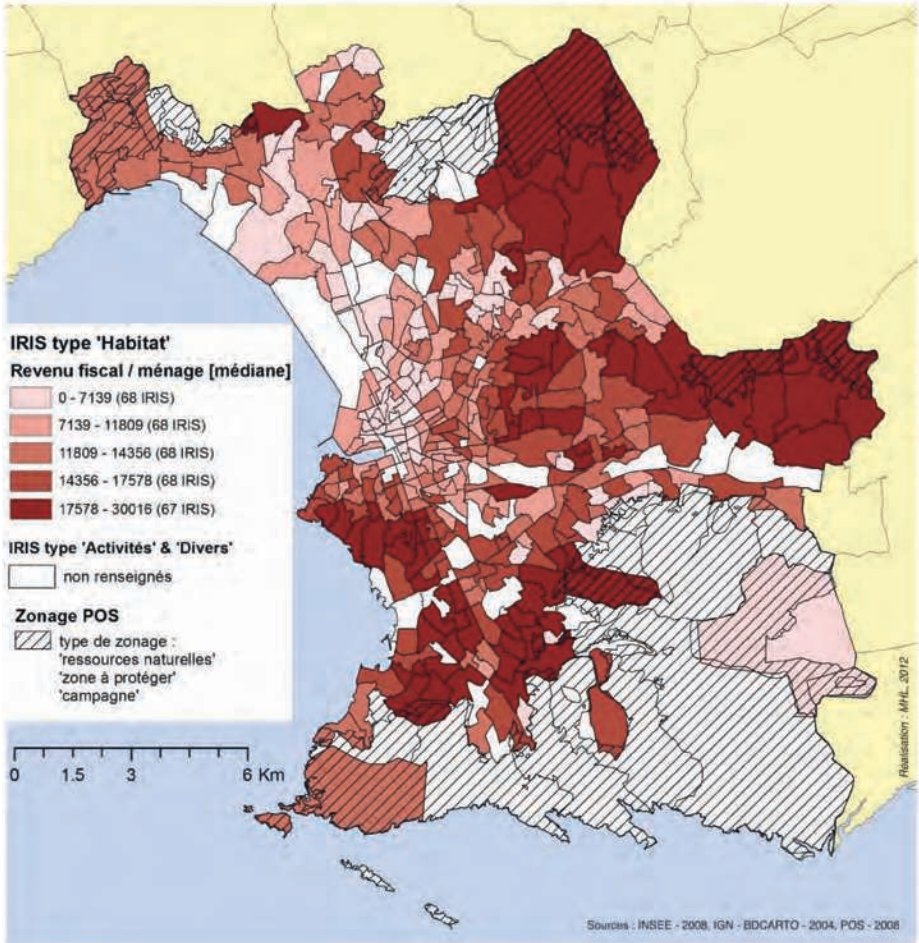 IRIS type 'Habitat'
Revenu fiscal / ménage [médiane]
0 - 7139 (68 IRIS)
7139 - 11809 (68 IRIS)
11809 - 14356 (68 IRIS)
14356 - 17578 (68 IRIS)
17578 - 30016 (67 IRIS)
IRIS type 'Activités' & 'Divers'
non renseignés
Zonage POS
type de zonage :
'ressources naturelles'
'zone à protéger'
'campagne'
0 1.5 3 6 Km
Réalisation : MHL, 2012
Sources : INSEE - 2008, IGN - BDCARTO - 2004, POS - 2008